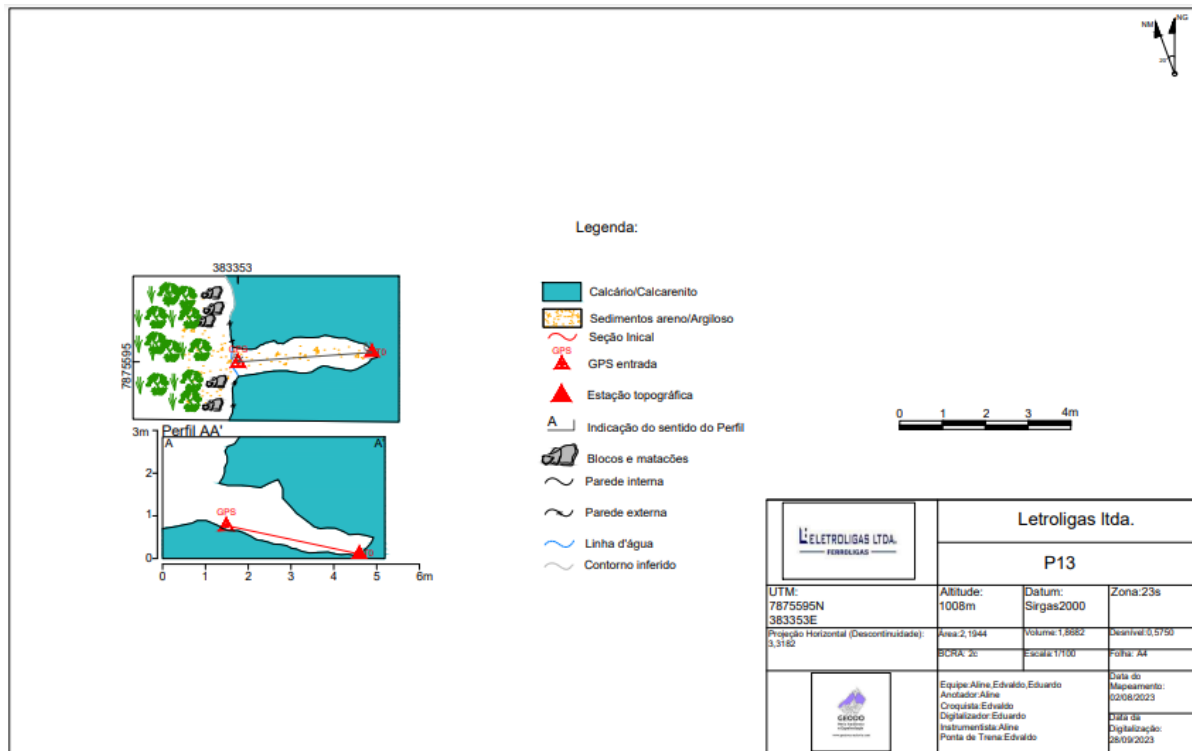 NM NG
20°
Legenda:
383353
7875595
GPS
Calcário/Calcarenito
Sedimentos areno/Argiloso
Seção Inical
GPS
GPS entrada
Estação topográfica
A Indicação do sentido do Perfil
Blocos e matacões
Parede interna
Parede externa
Linha d'água
Contorno inferido
0 1 2 3 4m
Perfil AA'
3m
2
1
0
A A'
GPS
0 1 2 3 4 5 6m
ELETROLIGAS LTDA.
FERROLIGAS
Letroligas ltda.
P13
UTM:
7875595N
383353E
Altitude:
1008m
Datum:
Sirgas2000
Zona:23s
Projeção Horizontal (Descontinuidade):
3,3182
Área:2,1944
Volume:1,8682
Desnível:0,5750
BCRA: 2c
Escala:1/100
Folha: A4
Equipe:Aline,Edvaldo,Eduardo
Anotador:Aline
Croquista:Edvaldo
Digitalizador:Eduardo
Instrumentista:Aline
Ponta de Trena:Edvaldo
Data do
Mapeamento:
02/08/2023
Data da
Digitalização:
28/09/2023